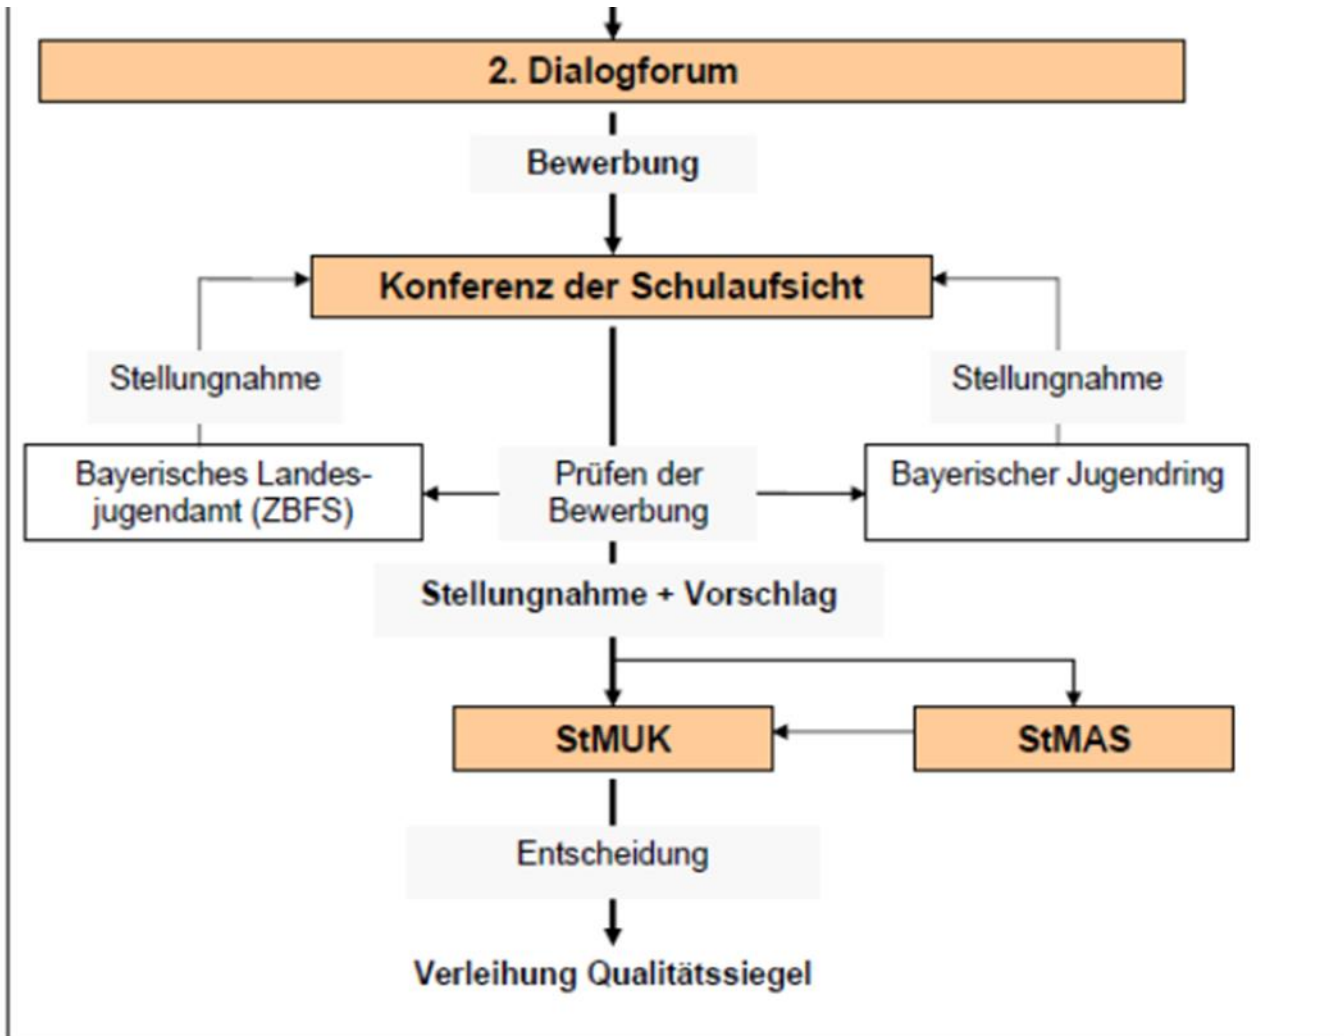 2. Dialogforum
Bewerbung
Konferenz der Schulaufsicht
Stellungnahme
Stellungnahme
Bayerisches Landes-
jugendamt (ZBFS)
Prüfen der
Bewerbung
Bayerischer Jugendring
Stellungnahme + Vorschlag
StMUK
StMAS
Entscheidung
Verleihung Qualitätssiegel